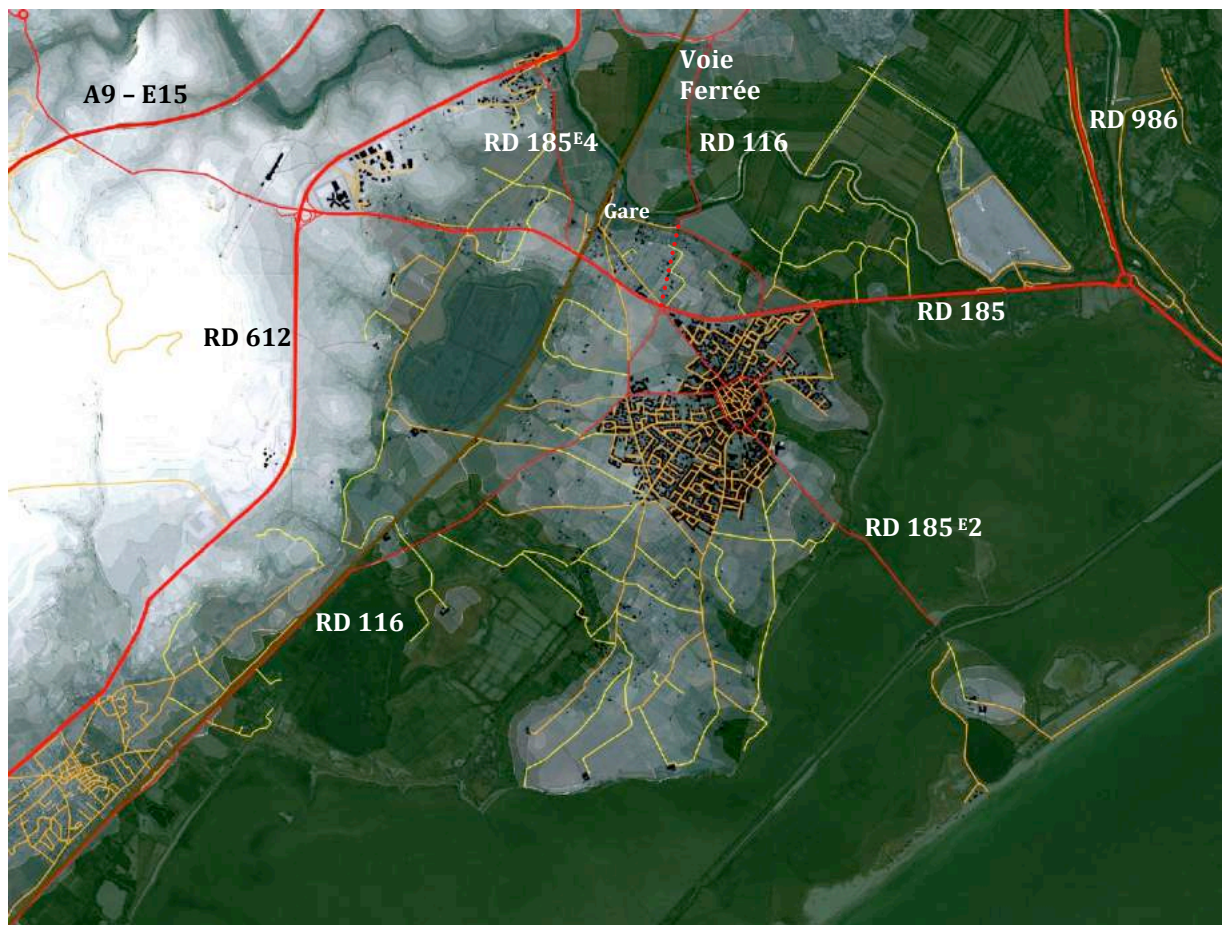 Voie
Ferrée
A9 – E15
RD 986
RD 185ᴱ4
RD 116
Gare
RD 185
RD 612
RD 185 ᴱ2
RD 116